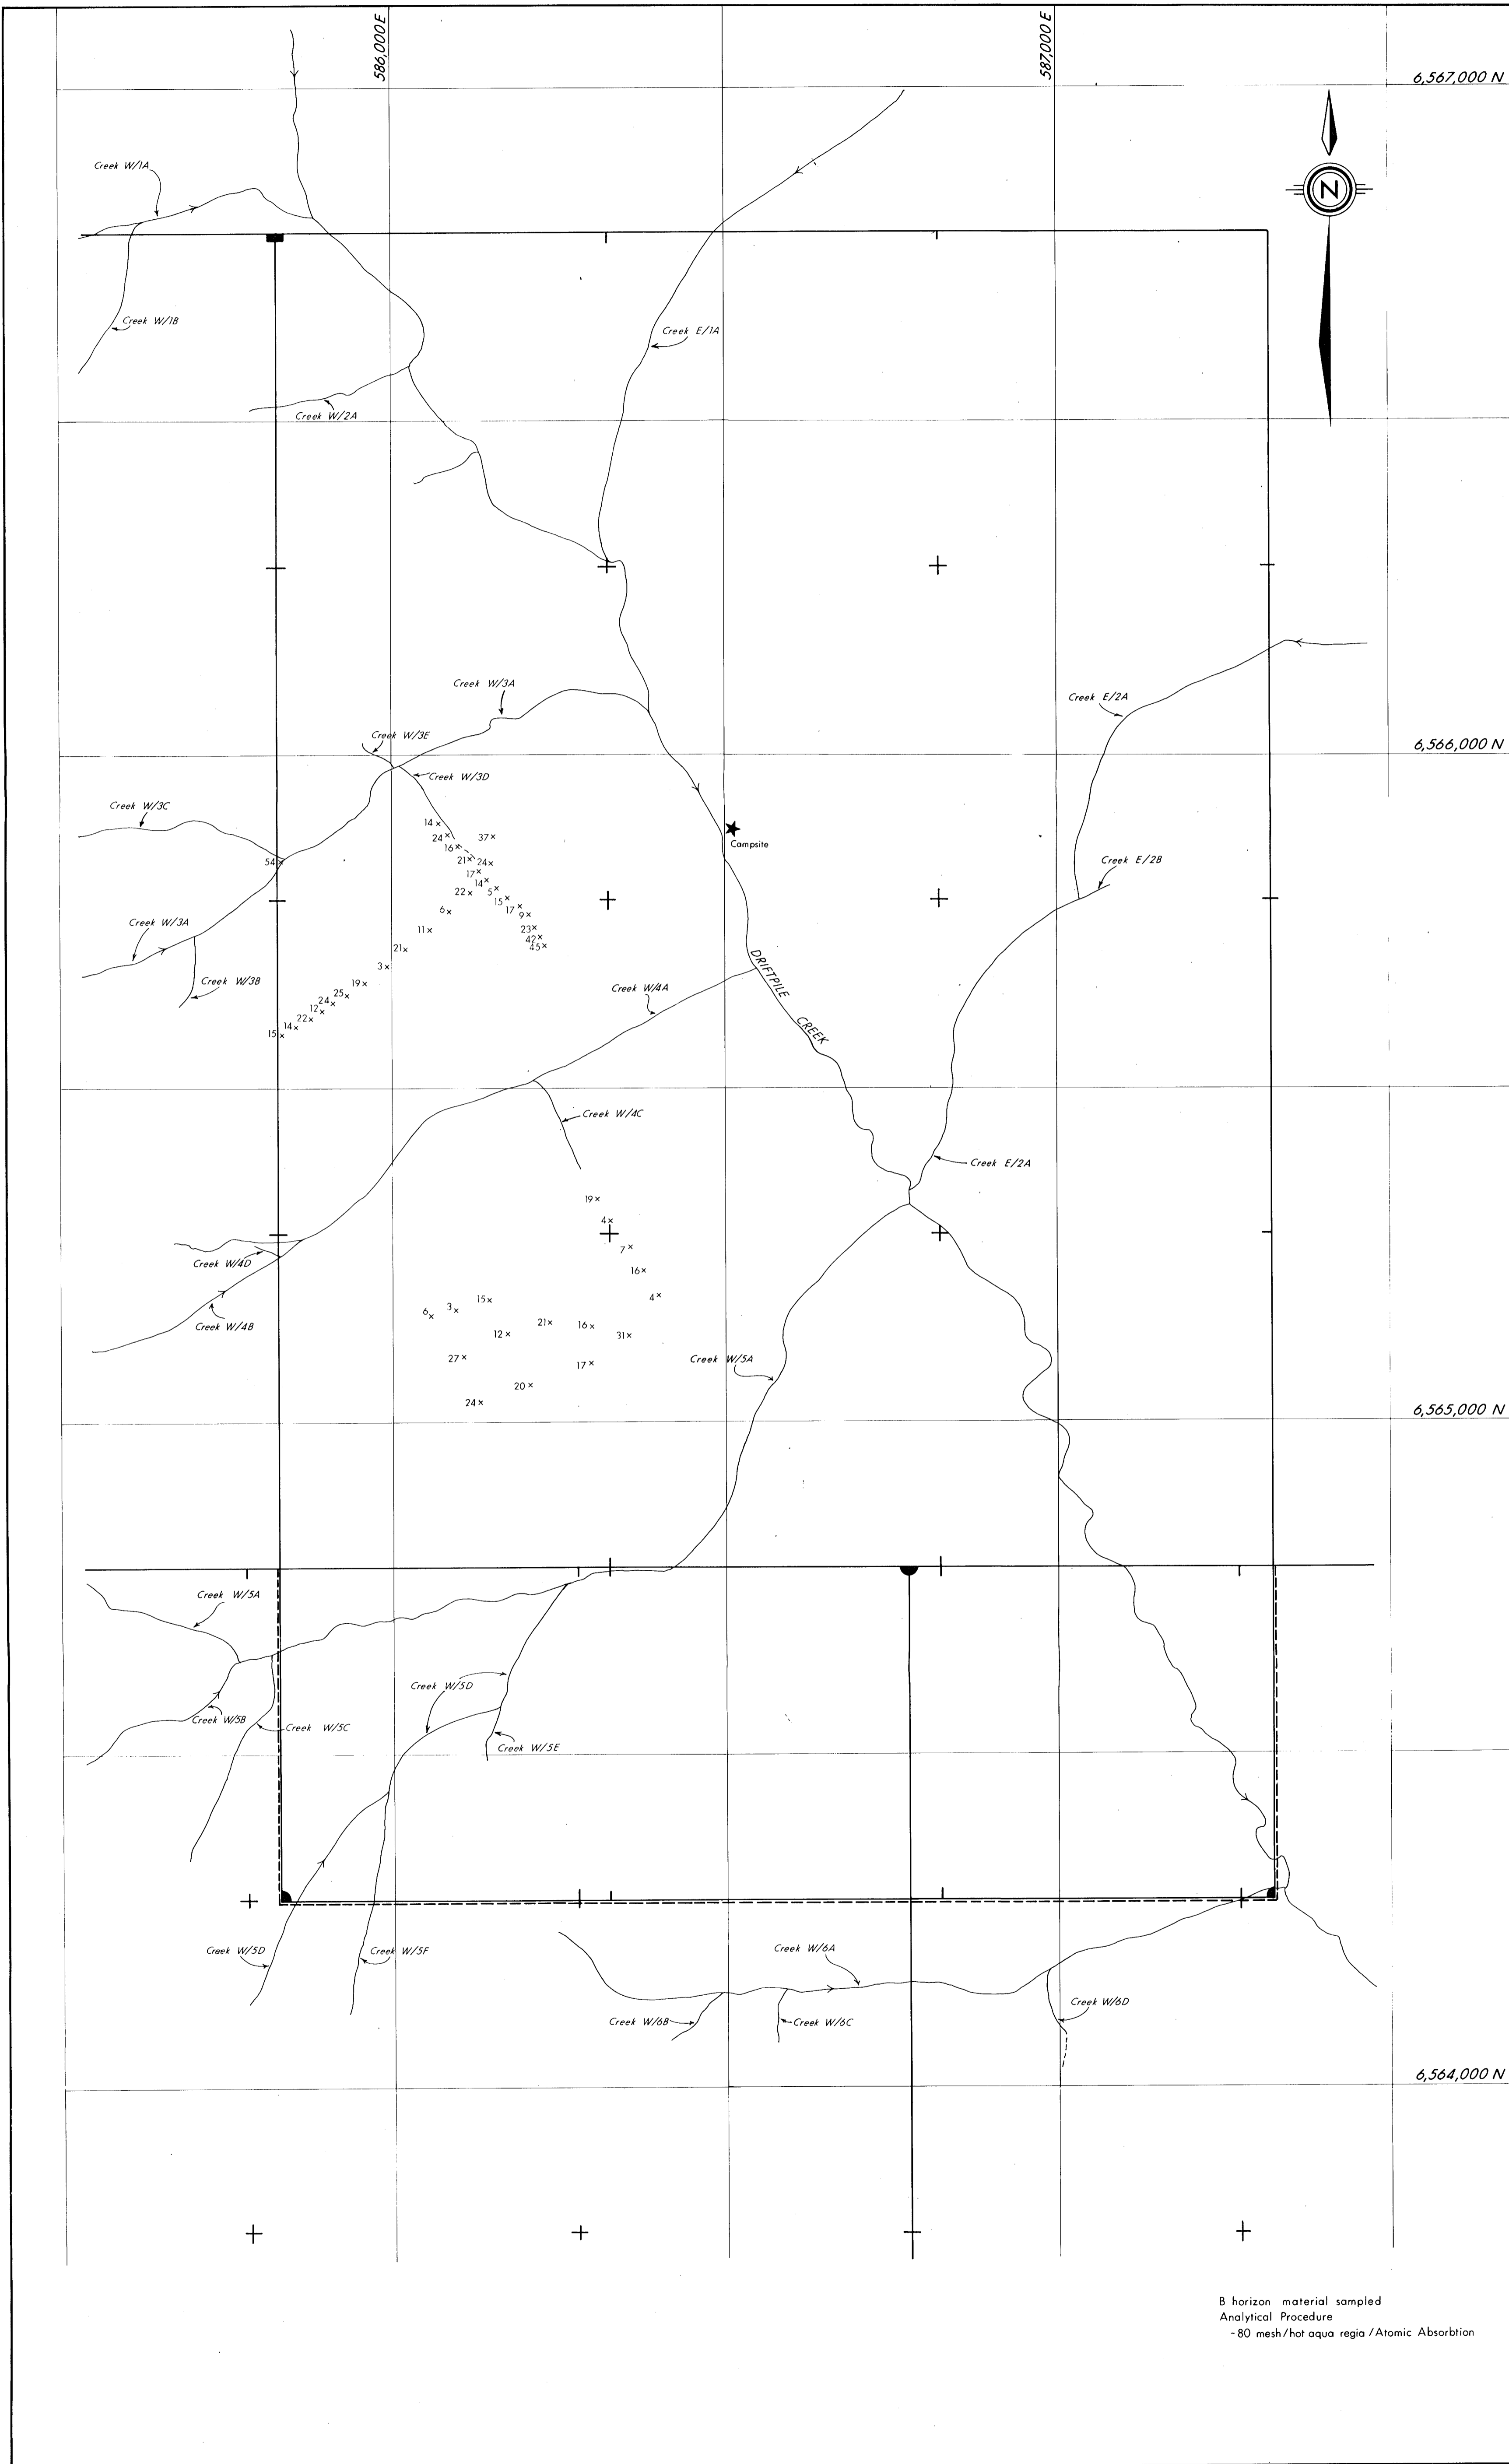 586,000 E
587,000 E
6,567,000 N
Creek W/1A
N
Creek W/1B
Creek E/1A
Creek W/2A
Creek W/3A
Creek E/2A
Creek W/3E
6,566,000 N
Creek W/3D
Creek W/3C
14
24
37
Campsite
16
54
21
24
Creek E/2B
17
14
22
5
15
6
17
9
Creek W/3A
11
23
42
45
21
3
DRIFTPILE CREEK
Creek W/3B
19
Creek W/4A
25
24
12
22
14
15
Creek W/4C
Creek E/2A
19
4
7
Creek W/4D
16
4
15
3
6
Creek W/4B
21
16
12
31
27
17
Creek W/5A
20
24
6,565,000 N
Creek W/5A
Creek W/5D
Creek W/5B
Creek W/5C
Creek W/5E
Creek W/5D
Creek W/5F
Creek W/6A
Creek W/6D
Creek W/6B
Creek W/6C
6,564,000 N
B horizon material sampled
Analytical Procedure
-80 mesh/hot aqua regia/Atomic Absorbtion